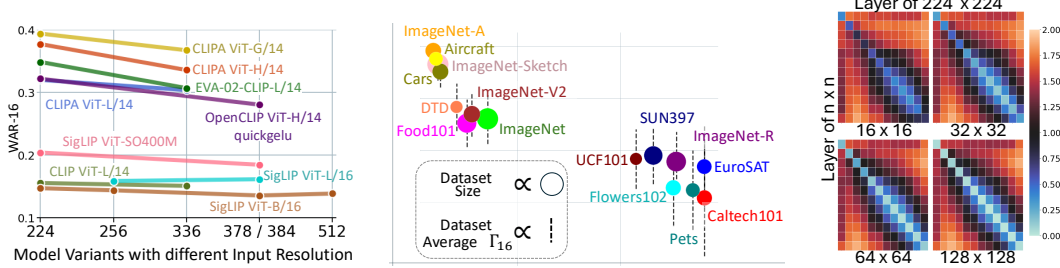 0.4
0.3
0.2
0.1
WAR-16
CLIPA ViT-G/14
CLIPA ViT-H/14
EVA-02-CLIP-L/14
CLIPA ViT-L/14
OpenCLIP ViT-H/14
quickgelu
SigLIP ViT-SO400M
CLIP ViT-L/14
SigLIP ViT-L/16
SigLIP ViT-B/16
224 256 336 378 / 384 512
Model Variants with different Input Resolution
ImageNet-A
Aircraft
ImageNet-Sketch
Cars
DTD
ImageNet-V2
Food101
ImageNet
SUN397
ImageNet-R
UCF101
EuroSAT
Flowers102
Caltech101
Pets
Dataset
Size ∝
Dataset
Average Γ16 ∝
Layer of 224 x 224
Layer of n x n
16 x 16
32 x 32
64 x 64
128 x 128
2.00
1.75
1.50
1.25
1.00
0.75
0.50
0.25
0.00